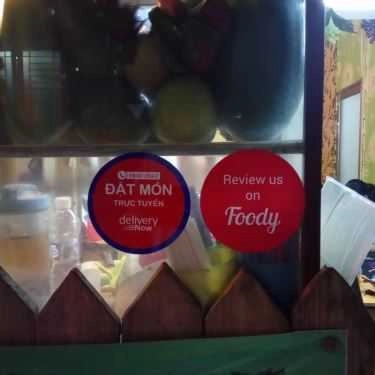 ĐẶT MÓN
TRỰC TUYẾN
delivery
Now
Review us
on
Foody